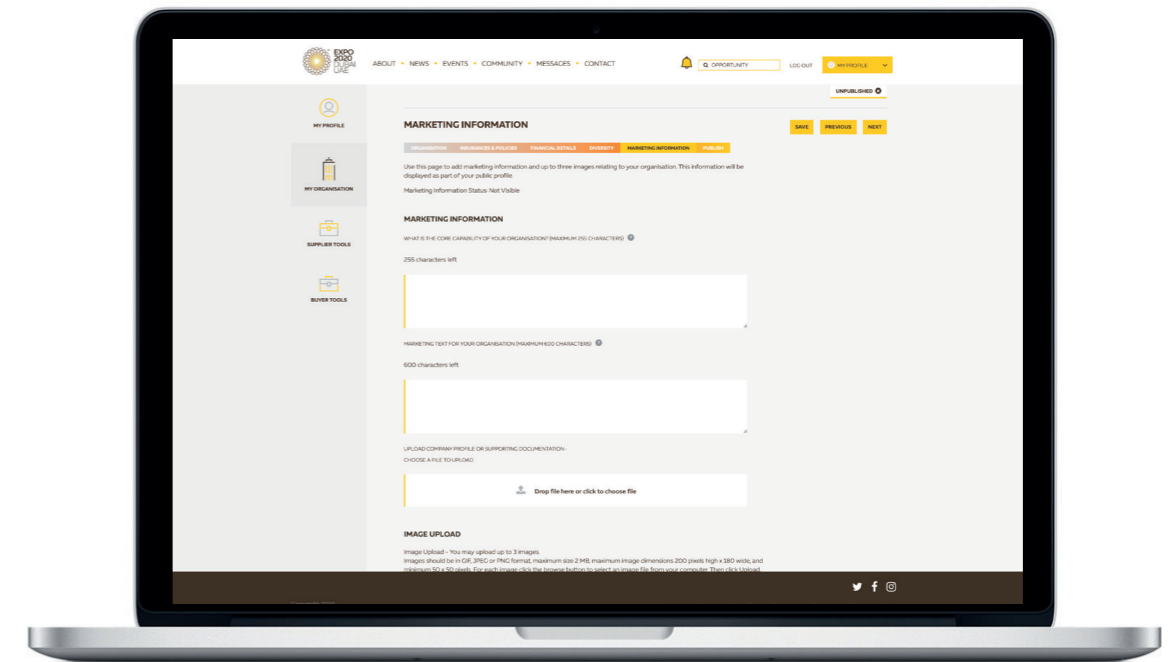 EXPO
2020
DUBAI
UAE
ABOUT • NEWS • EVENTS • COMMUNITY • MESSAGES • CONTACT
OPPORTUNITY
LOG OUT
MY PROFILE
UNPUBLISHED
MY PROFILE
MY ORGANISATION
SUPPLIER TOOLS
BUYER TOOLS
MARKETING INFORMATION
SAVE
PREVIOUS
NEXT
ORGANISATION INSURANCES & POLICIES FINANCIAL DETAILS DIVERSITY MARKETING INFORMATION PUBLISH
Use this page to add marketing information and up to three images relating to your organisation. This information will be
displayed as part of your public profile.
Marketing Information Status: Not Visible
MARKETING INFORMATION
WHAT IS THE CORE CAPABILITY OF YOUR ORGANISATION? (MAXIMUM 255 CHARACTERS)
255 characters left
MARKETING TEXT FOR YOUR ORGANISATION (MAXIMUM 600 CHARACTERS)
600 characters left
UPLOAD COMPANY PROFILE OR SUPPORTING DOCUMENTATION -
CHOOSE A FILE TO UPLOAD
Drop file here or click to choose file
IMAGE UPLOAD
Image Upload - You may upload up to 3 images.
Images should be in GIF, JPEG or PNG format, maximum size 2 MB, maximum image dimensions 200 pixels high x 180 wide, and
minimum 50 x 50 pixels. For each image click the browse button to select an image file from your computer. Then click Upload.